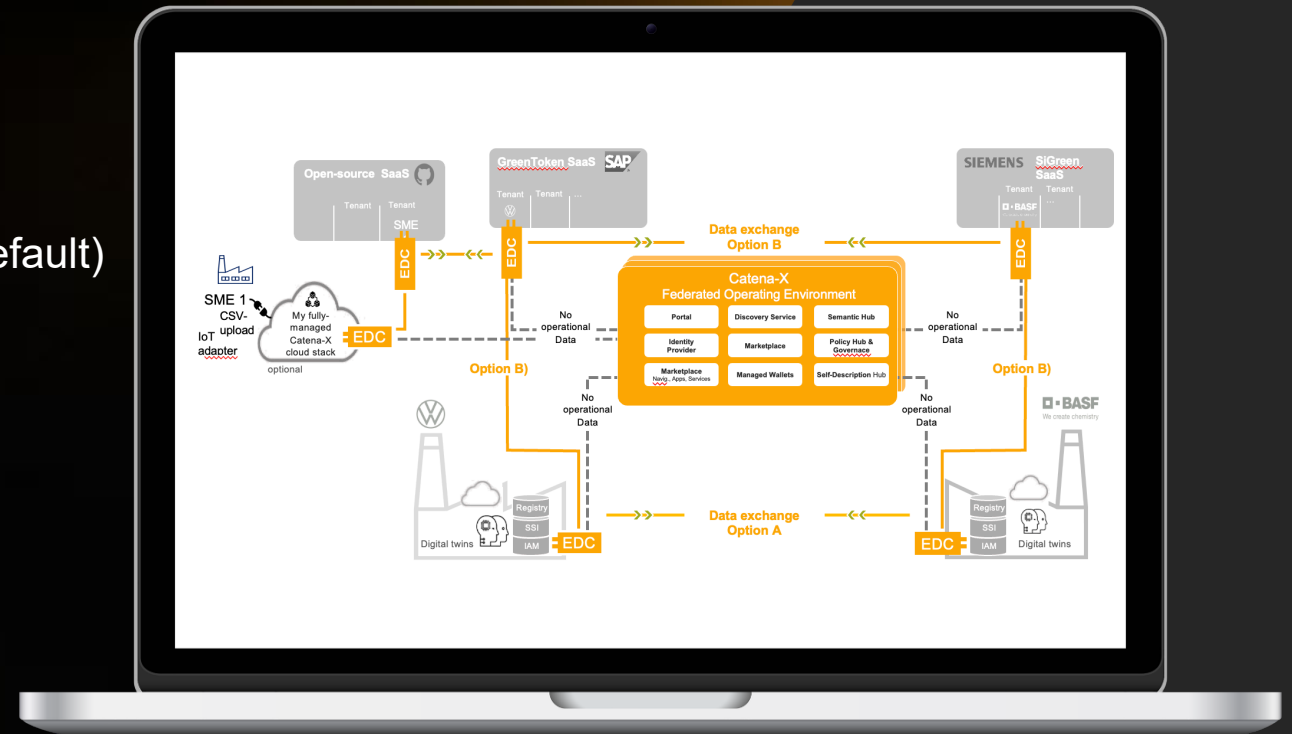 efault)
Open-source SaaS
Tenant
Tenant
SME
EDC
GreenToken SaaS
SAP
Tenant
Tenant
...
EDC
SIEMENS
SiGreen
SaaS
Tenant
Tenant
...
BASF
EDC
Data exchange
Option B
Catena-X
Federated Operating Environment
Portal
Discovery Service
Semantic Hub
Identity
Provider
Marketplace
Policy Hub &
Governace
Marketplace
Navig., Apps, Services
Managed Wallets
Self-Description Hub
SME 1
CSV-
upload
IoT
adapter
My fully-
managed
Catena-X
cloud stack
optional
EDC
No
operational
Data
No
operational
Data
Option B)
Option B)
No
operational
Data
No
operational
Data
BASF
We create chemistry
Digital twins
Registry
SSI
IAM
EDC
Data exchange
Option A
EDC
Registry
SSI
IAM
Digital twins